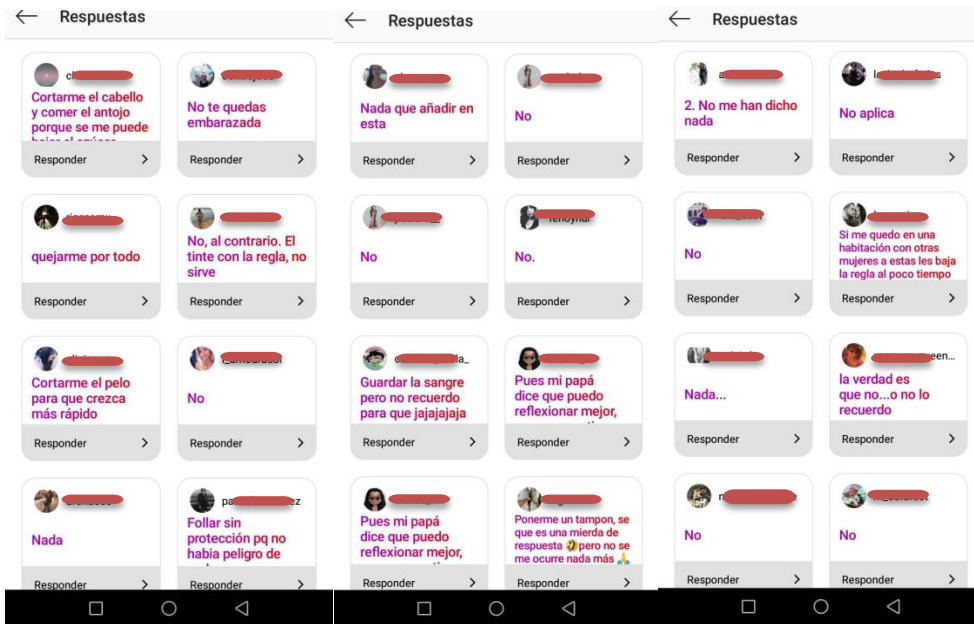 Respuestas
Cortarme el cabello
y comer el antojo
porque se me puede
Responder
No te quedas
embarazada
Responder
quejarme por todo
Responder
No, al contrario. El
tinte con la regla, no
sirve
Responder
Cortarme el pelo
para que crezca
más rápido
Responder
No
Responder
Nada
Responder
Follar sin
protección pq no
habia peligro de
Responder
Respuestas
Nada que añadir en
esta
Responder
No
Responder
No
Responder
No.
Responder
Guardar la sangre
pero no recuerdo
para que jajajajaja
Responder
Pues mi papá
dice que puedo
reflexionar mejor,
Responder
Pues mi papá
dice que puedo
reflexionar mejor,
Responder
Ponerme un tampon, se
que es una mierda de
respuesta 🤣pero no se
me ocurre nada más 🙏
Responder
Respuestas
2. No me han dicho
nada
Responder
No aplica
Responder
No
Responder
Si me quedo en una
habitación con otras
mujeres a estas les baja
la regla al poco tiempo
Responder
Nada...
Responder
la verdad es
que no...o no lo
recuerdo
Responder
No
Responder
No
Responder